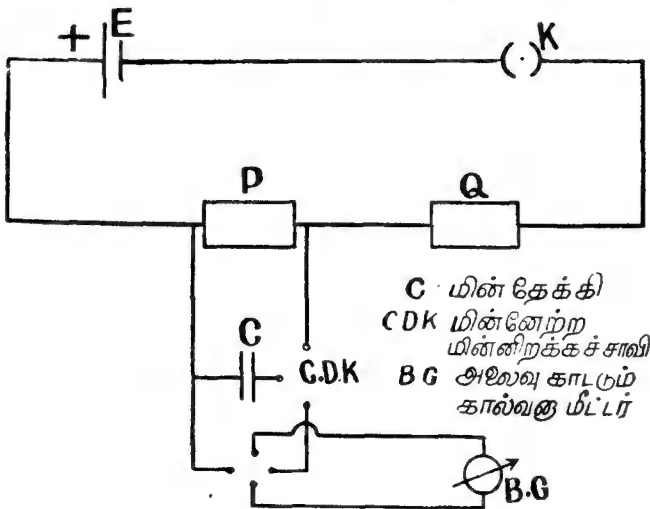 + E K
P Q
C மின் தேக்கி
CDK மின்னேற்ற
மின்னிறக்கச்சாவி
C C.D.K BG அலைவு காட்டும்
கால்வனா மீட்டர்
B.G